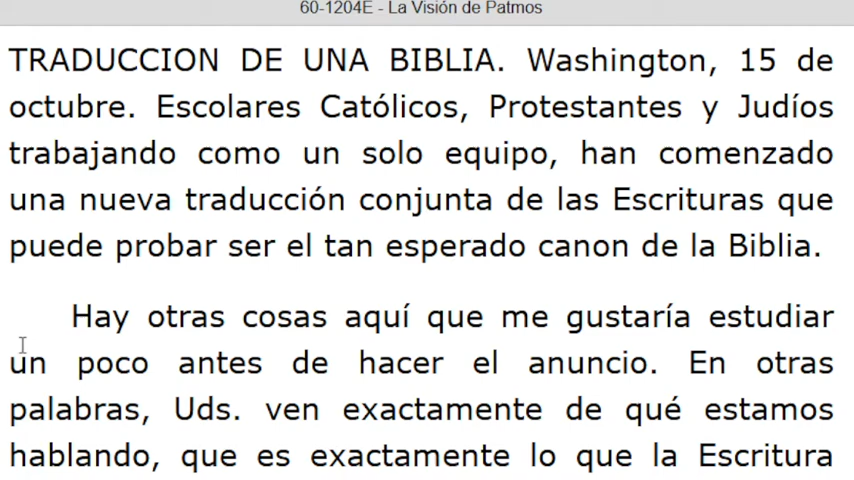 60-1204E - La Visión de Patmos
TRADUCCION DE UNA BIBLIA. Washington, 15 de
octubre. Escolares Católicos, Protestantes y Judíos
trabajando como un solo equipo, han comenzado
una nueva traducción conjunta de las Escrituras que
puede probar ser el tan esperado canon de la Biblia.
Hay otras cosas aquí que me gustaría estudiar
un poco antes de hacer el anuncio. En otras
palabras, Uds. ven exactamente de qué estamos
hablando, que es exactamente lo que la Escritura